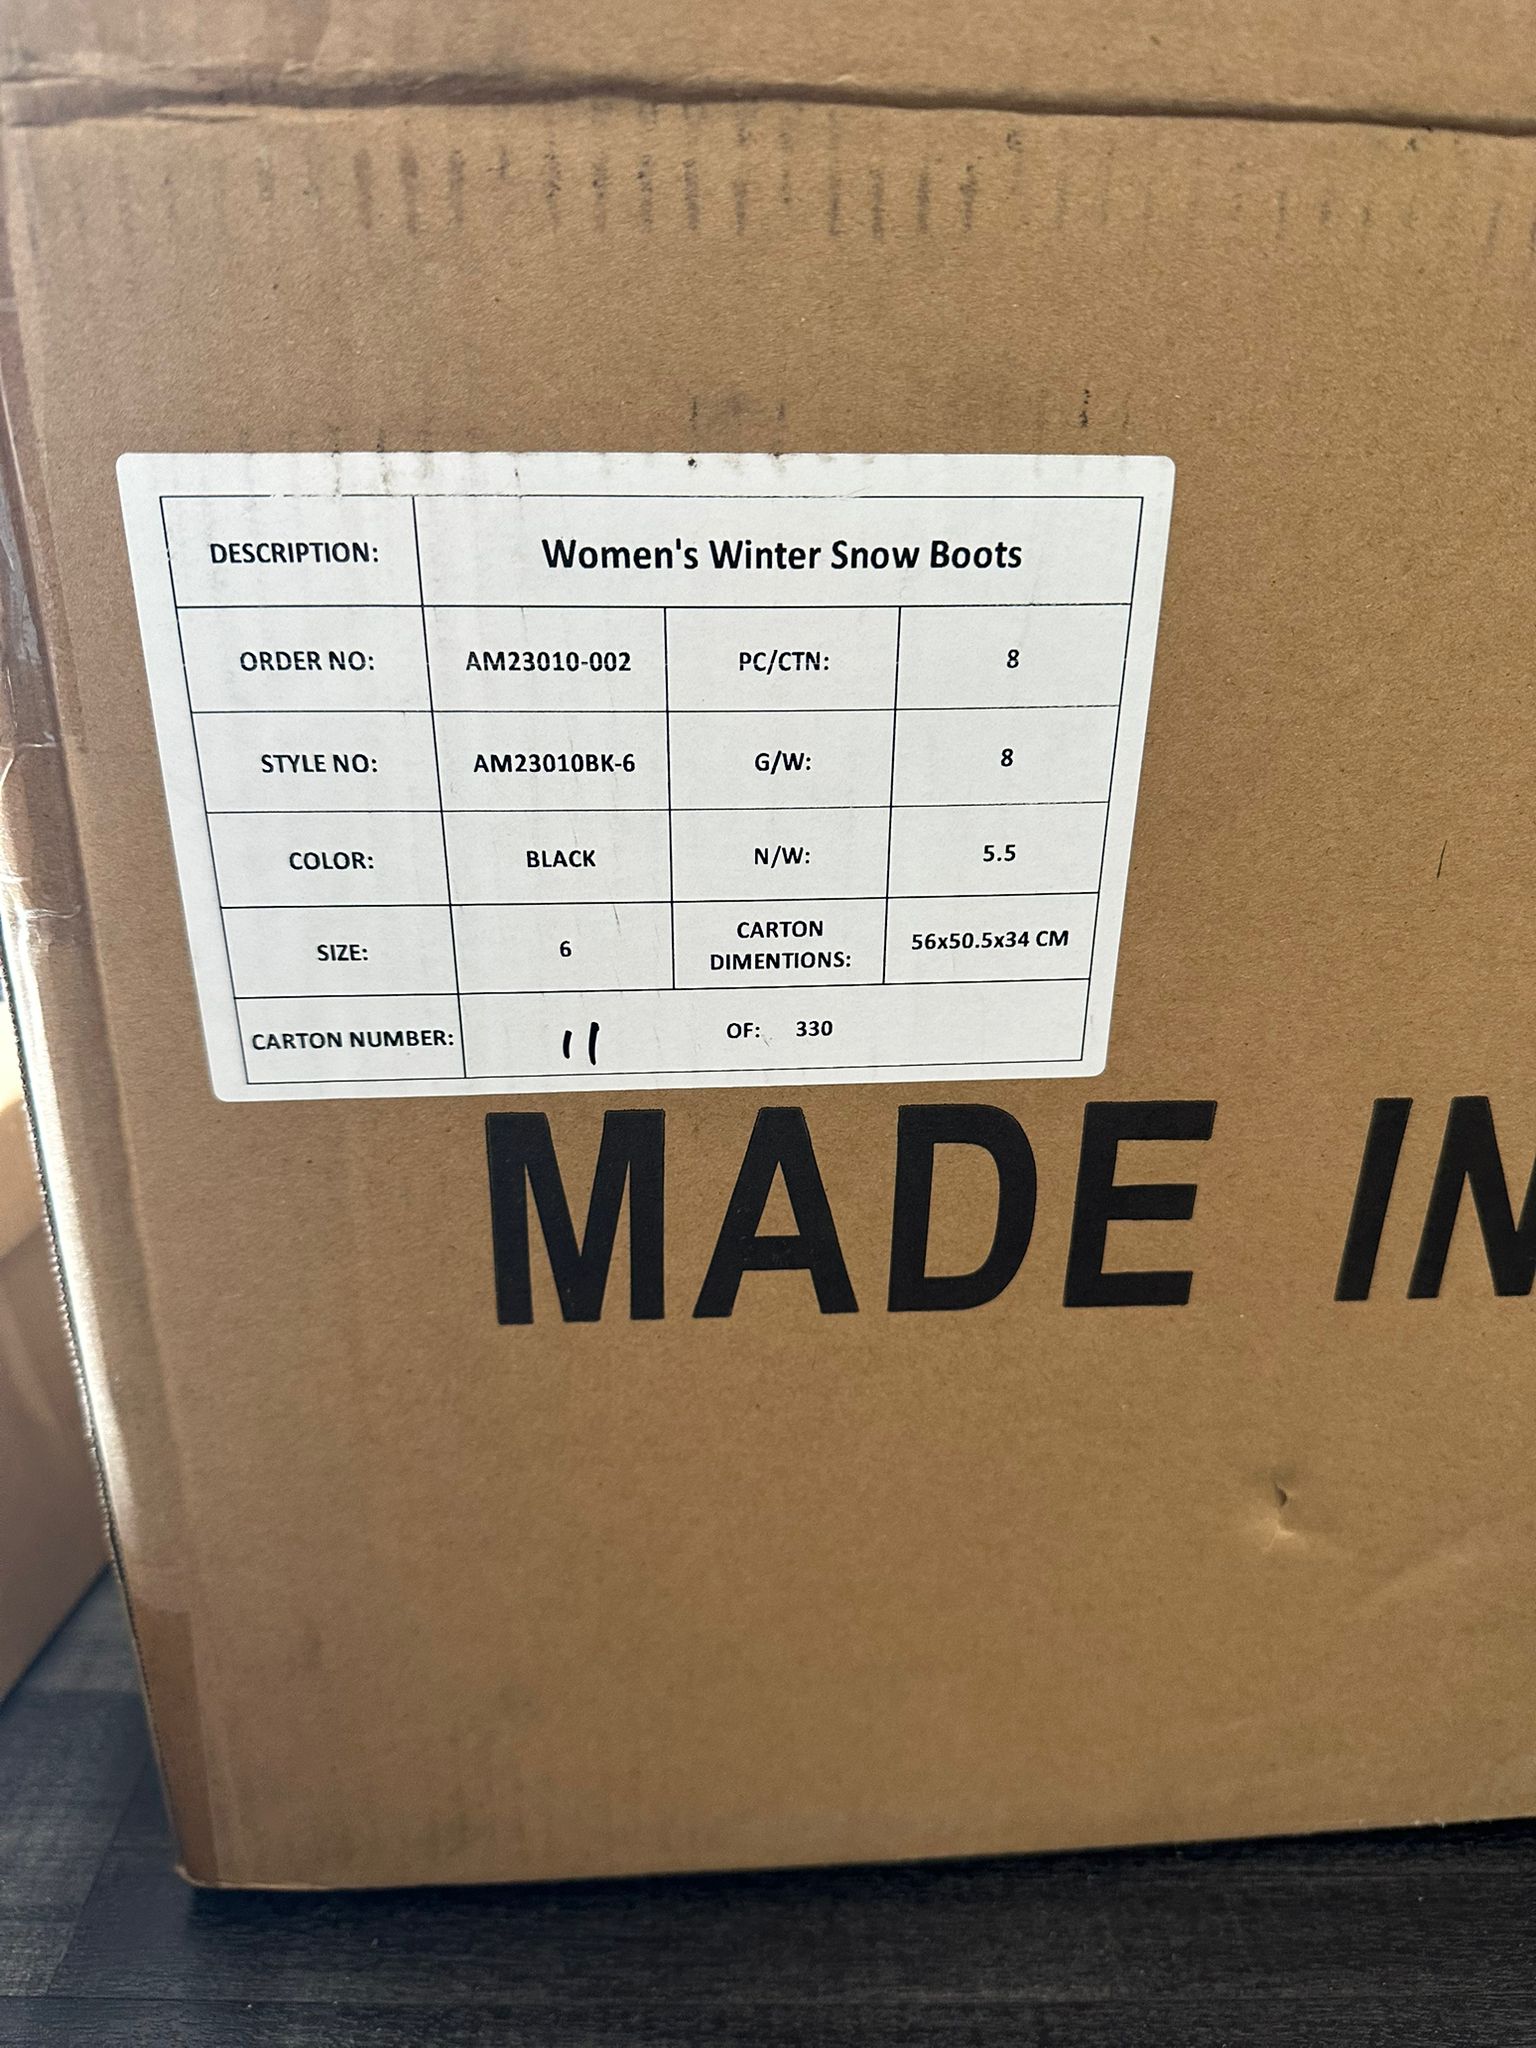 DESCRIPTION: Women's Winter Snow Boots
ORDER NO: AM23010-002 PC/CTN: 8
STYLE NO: AM23010BK-6 G/W: 8
COLOR: BLACK N/W: 5.5
SIZE: 6 CARTON DIMENTIONS: 56x50.5x34 CM
CARTON NUMBER: 11 OF: 330
MADE IN